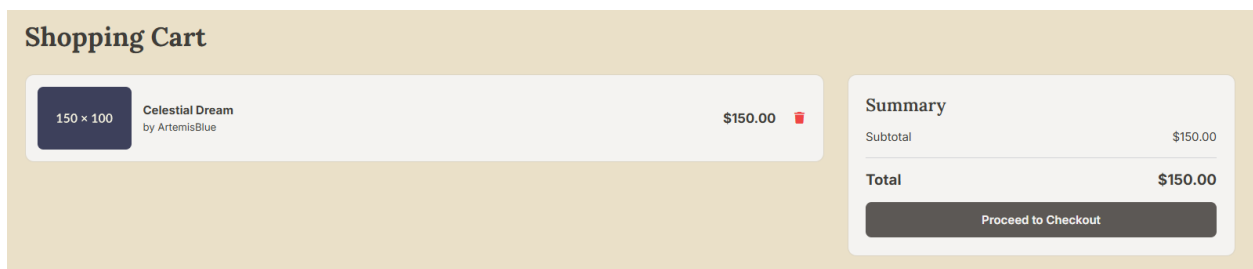 Shopping Cart
150 × 100
Celestial Dream
by ArtemisBlue
$150.00
Summary
Subtotal $150.00
Total $150.00
Proceed to Checkout